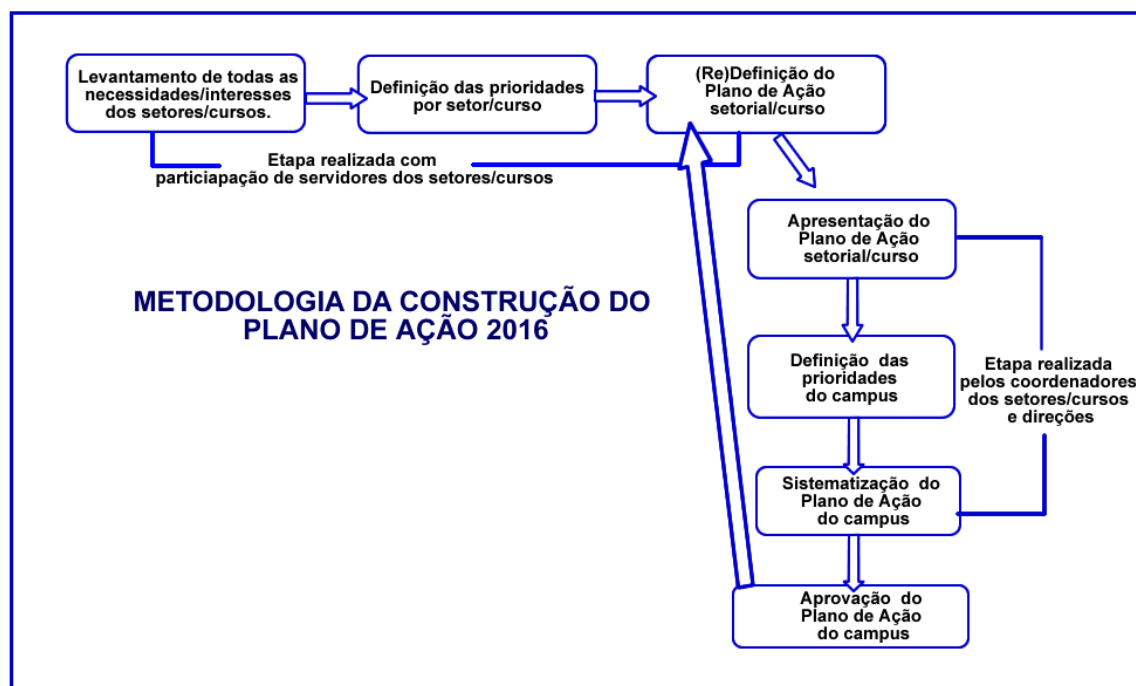 Levantamento de todas as
necessidades/interesses
dos setores/cursos.
Definição das prioridades
por setor/curso
(Re)Definição do
Plano de Ação
setorial/curso
Etapa realizada com
particiapação de servidores dos setores/cursos
Apresentação do
Plano de Ação
setorial/curso
METODOLOGIA DA CONSTRUÇÃO DO
PLANO DE AÇÃO 2016
Definição das
prioridades
do campus
Etapa realizada
pelos coordenadores
dos setores/cursos
e direções
Sistematização do
Plano de Ação
do campus
Aprovação do
Plano de Ação
do campus